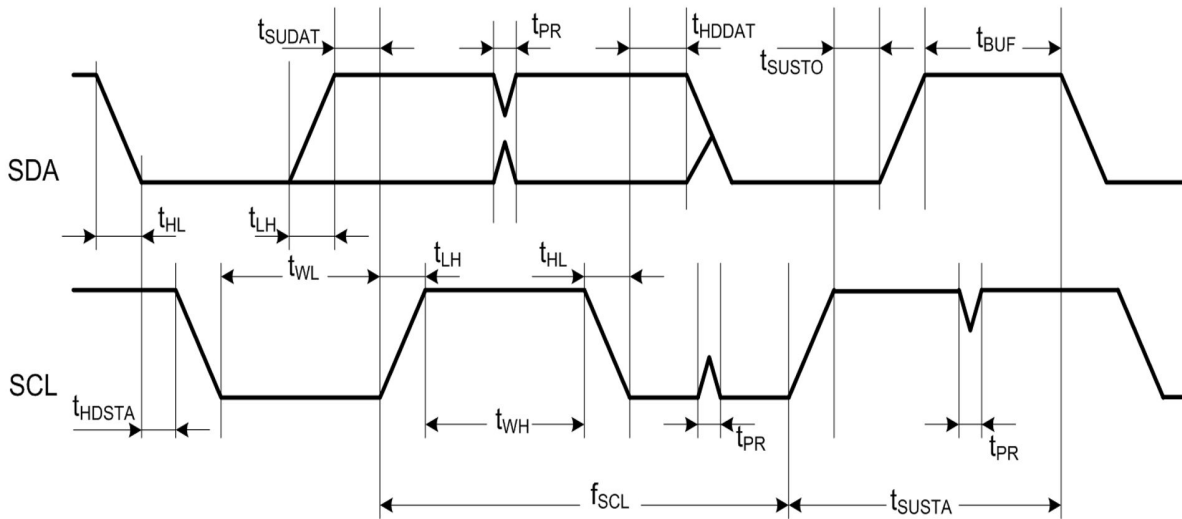 tSUDAT
tPR
tHDDAT
tSUSTO
tBUF
SDA
tHL
tLH
tWL
tLH
tHL
SCL
tHDSTA
tWH
tPR
tPR
fSCL
tSUSTA